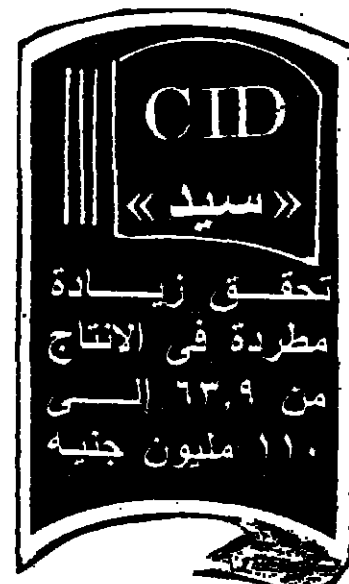 CID
«سيد»
تحقق زيادة
مطردة فى الانتاج
من ٦٣,٩ إلى
١١٠ مليون جنيه